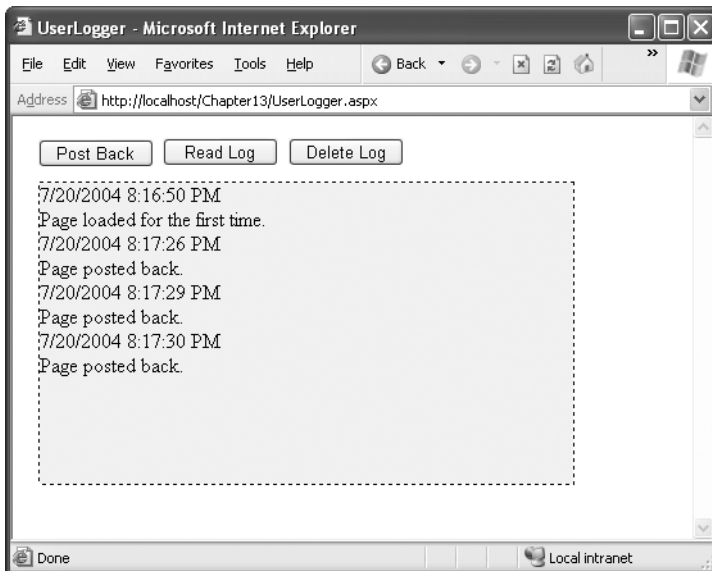 UserLogger - Microsoft Internet Explorer
File Edit View Favorites Tools Help Back »
Address http://localhost/Chapter13/UserLogger.aspx
Post Back Read Log Delete Log
7/20/2004 8:16:50 PM
Page loaded for the first time.
7/20/2004 8:17:26 PM
Page posted back.
7/20/2004 8:17:29 PM
Page posted back.
7/20/2004 8:17:30 PM
Page posted back.
Done Local intranet